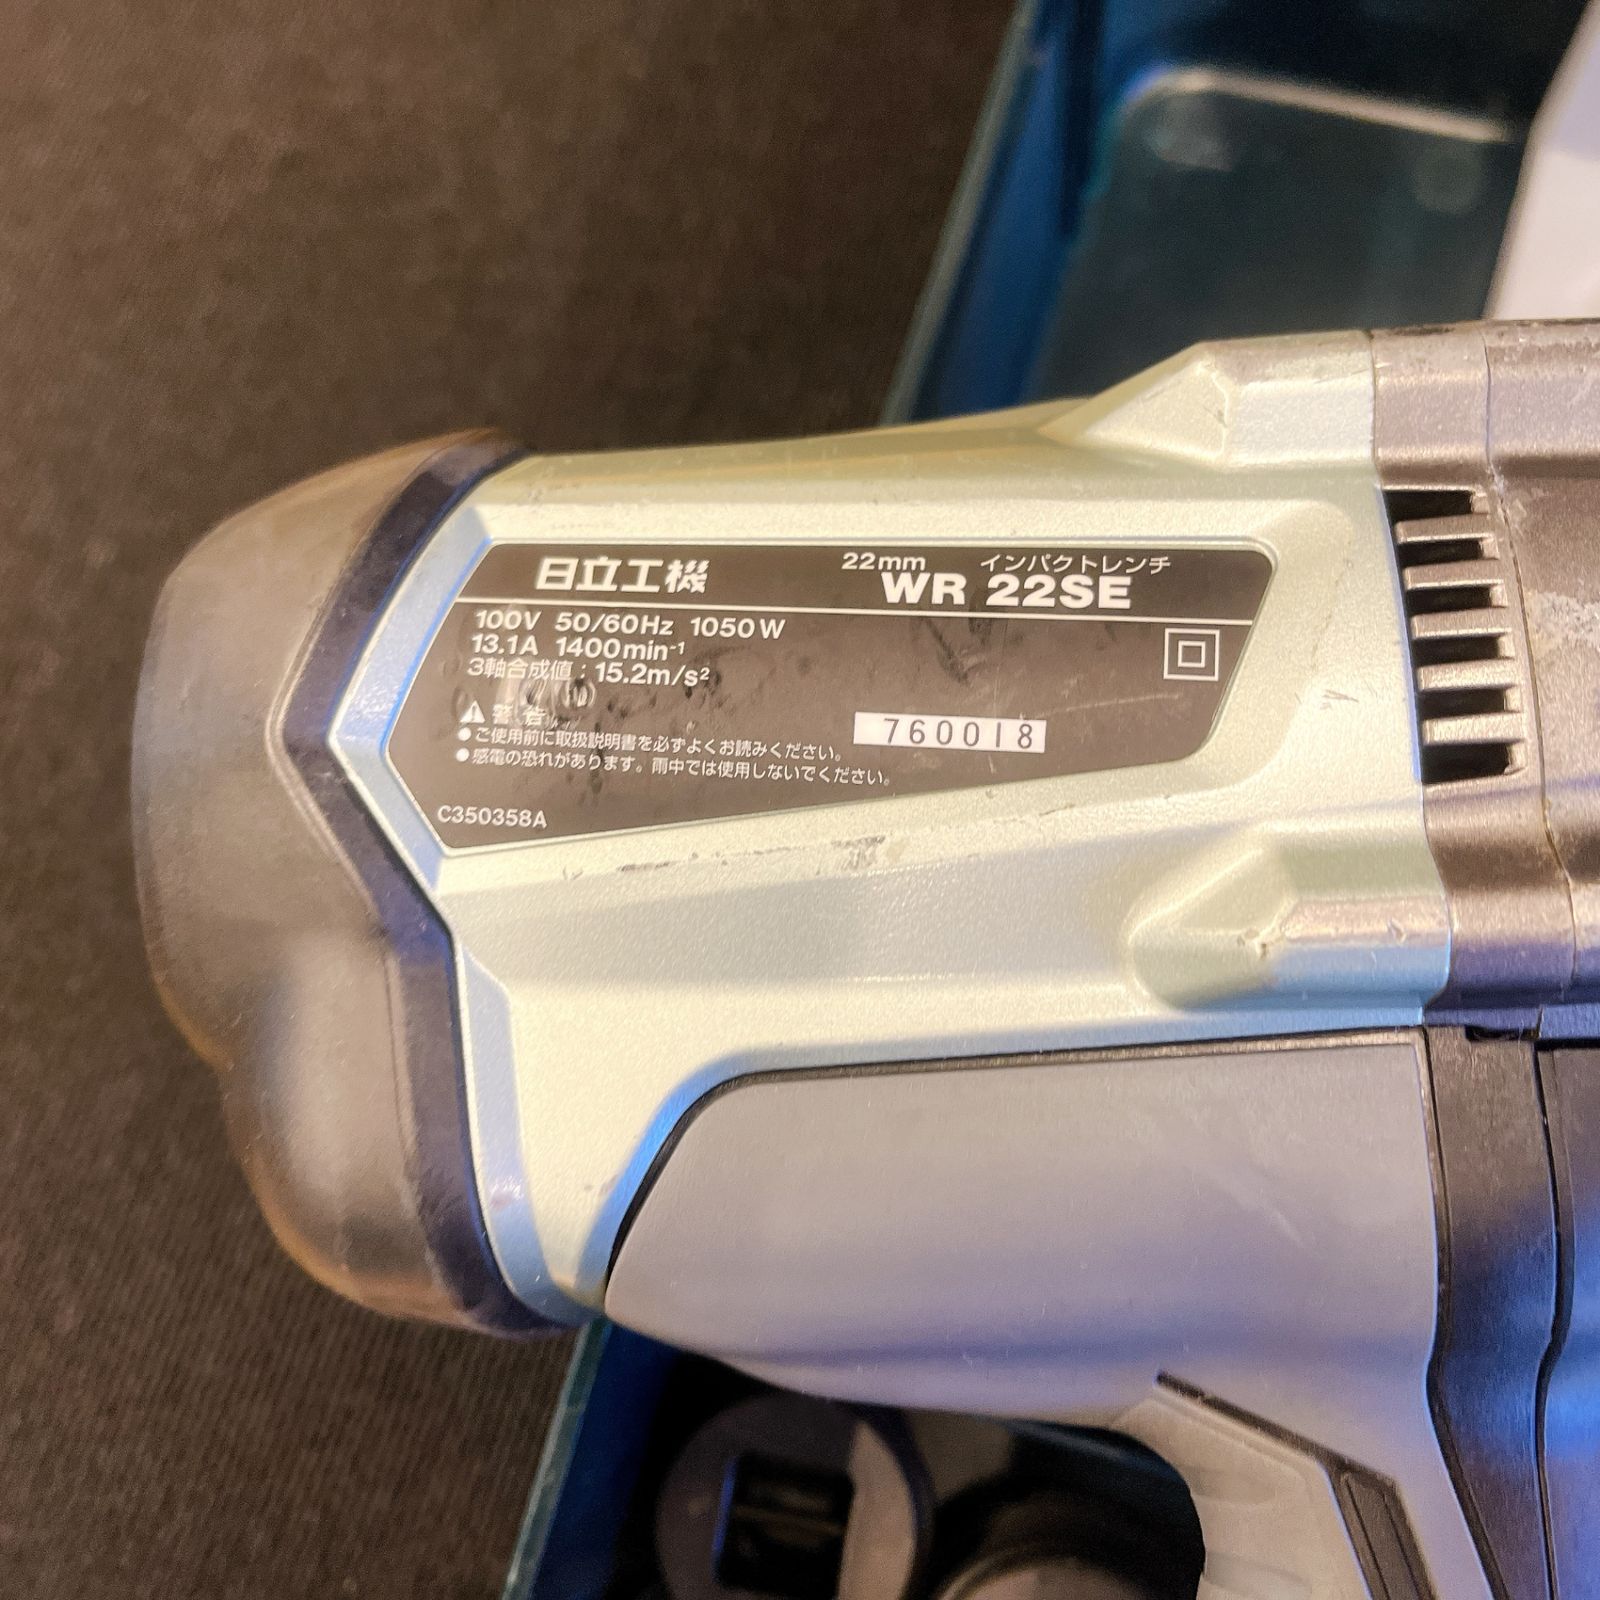 日立工機
22mm インパクトレンチ
WR 22SE
100V 50/60Hz 1050W
13.1A 1400min⁻¹
3軸合成値：15.2m/s²
警告
●ご使用前に取扱説明書を必ずよくお読みください。
●感電の恐れがあります。雨中では使用しないでください。
760018
C350358A